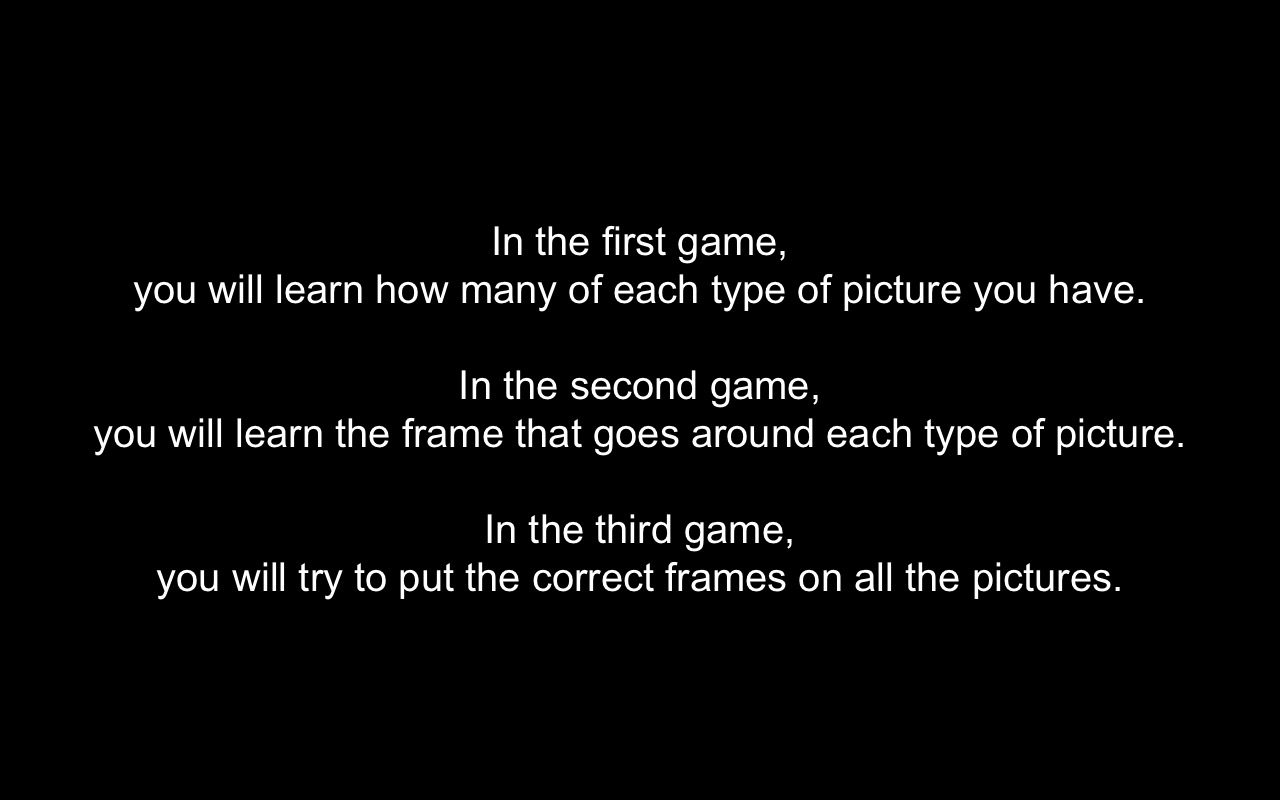 In the first game,
you will learn how many of each type of picture you have.
In the second game,
you will learn the frame that goes around each type of picture.
In the third game,
you will try to put the correct frames on all the pictures.